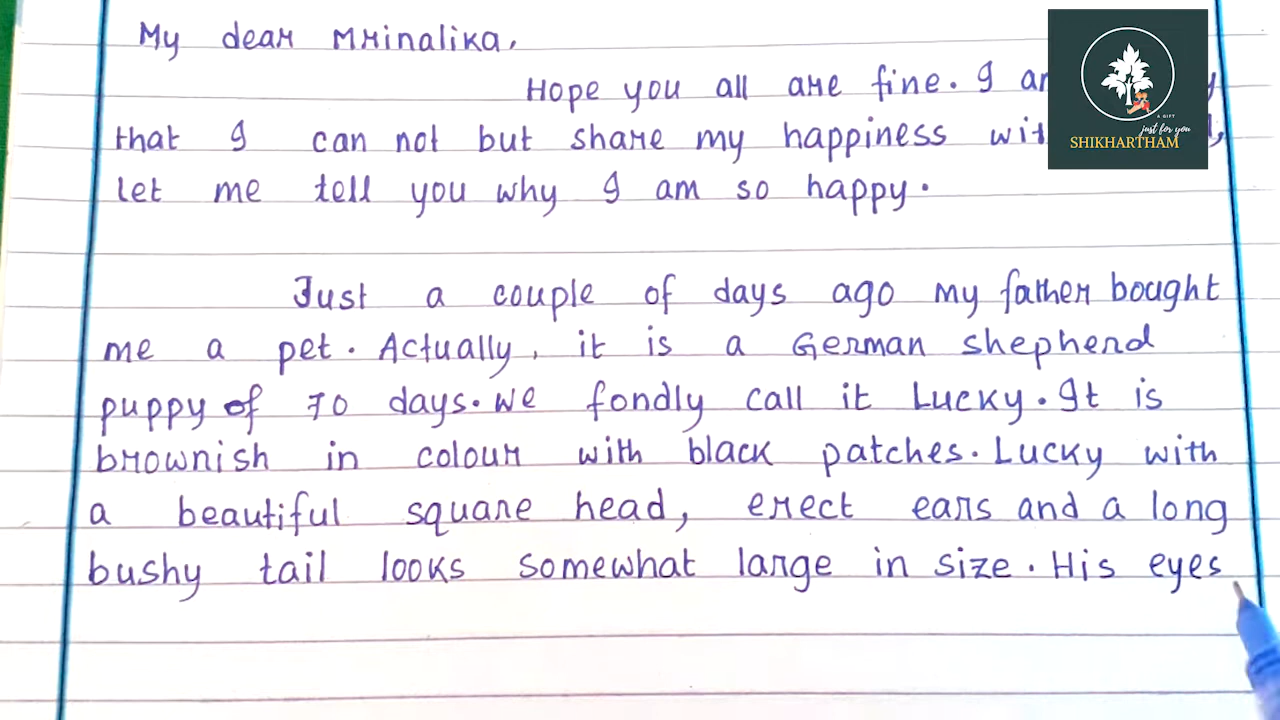 My dear Mrinalika,
Hope you all are fine. I
that I can not but share my happiness
let me tell you why I am so happy.
Just a couple of days ago my father bought
me a pet. Actually, it is a German shepherd
puppy of 70 days. We fondly call it Lucky. It is
brownish in colour with black patches. Lucky with
a beautiful square head, erect ears and a long
bushy tail looks somewhat large in size. His eyes
A GIFT
just for you
SHIKHARTHAM